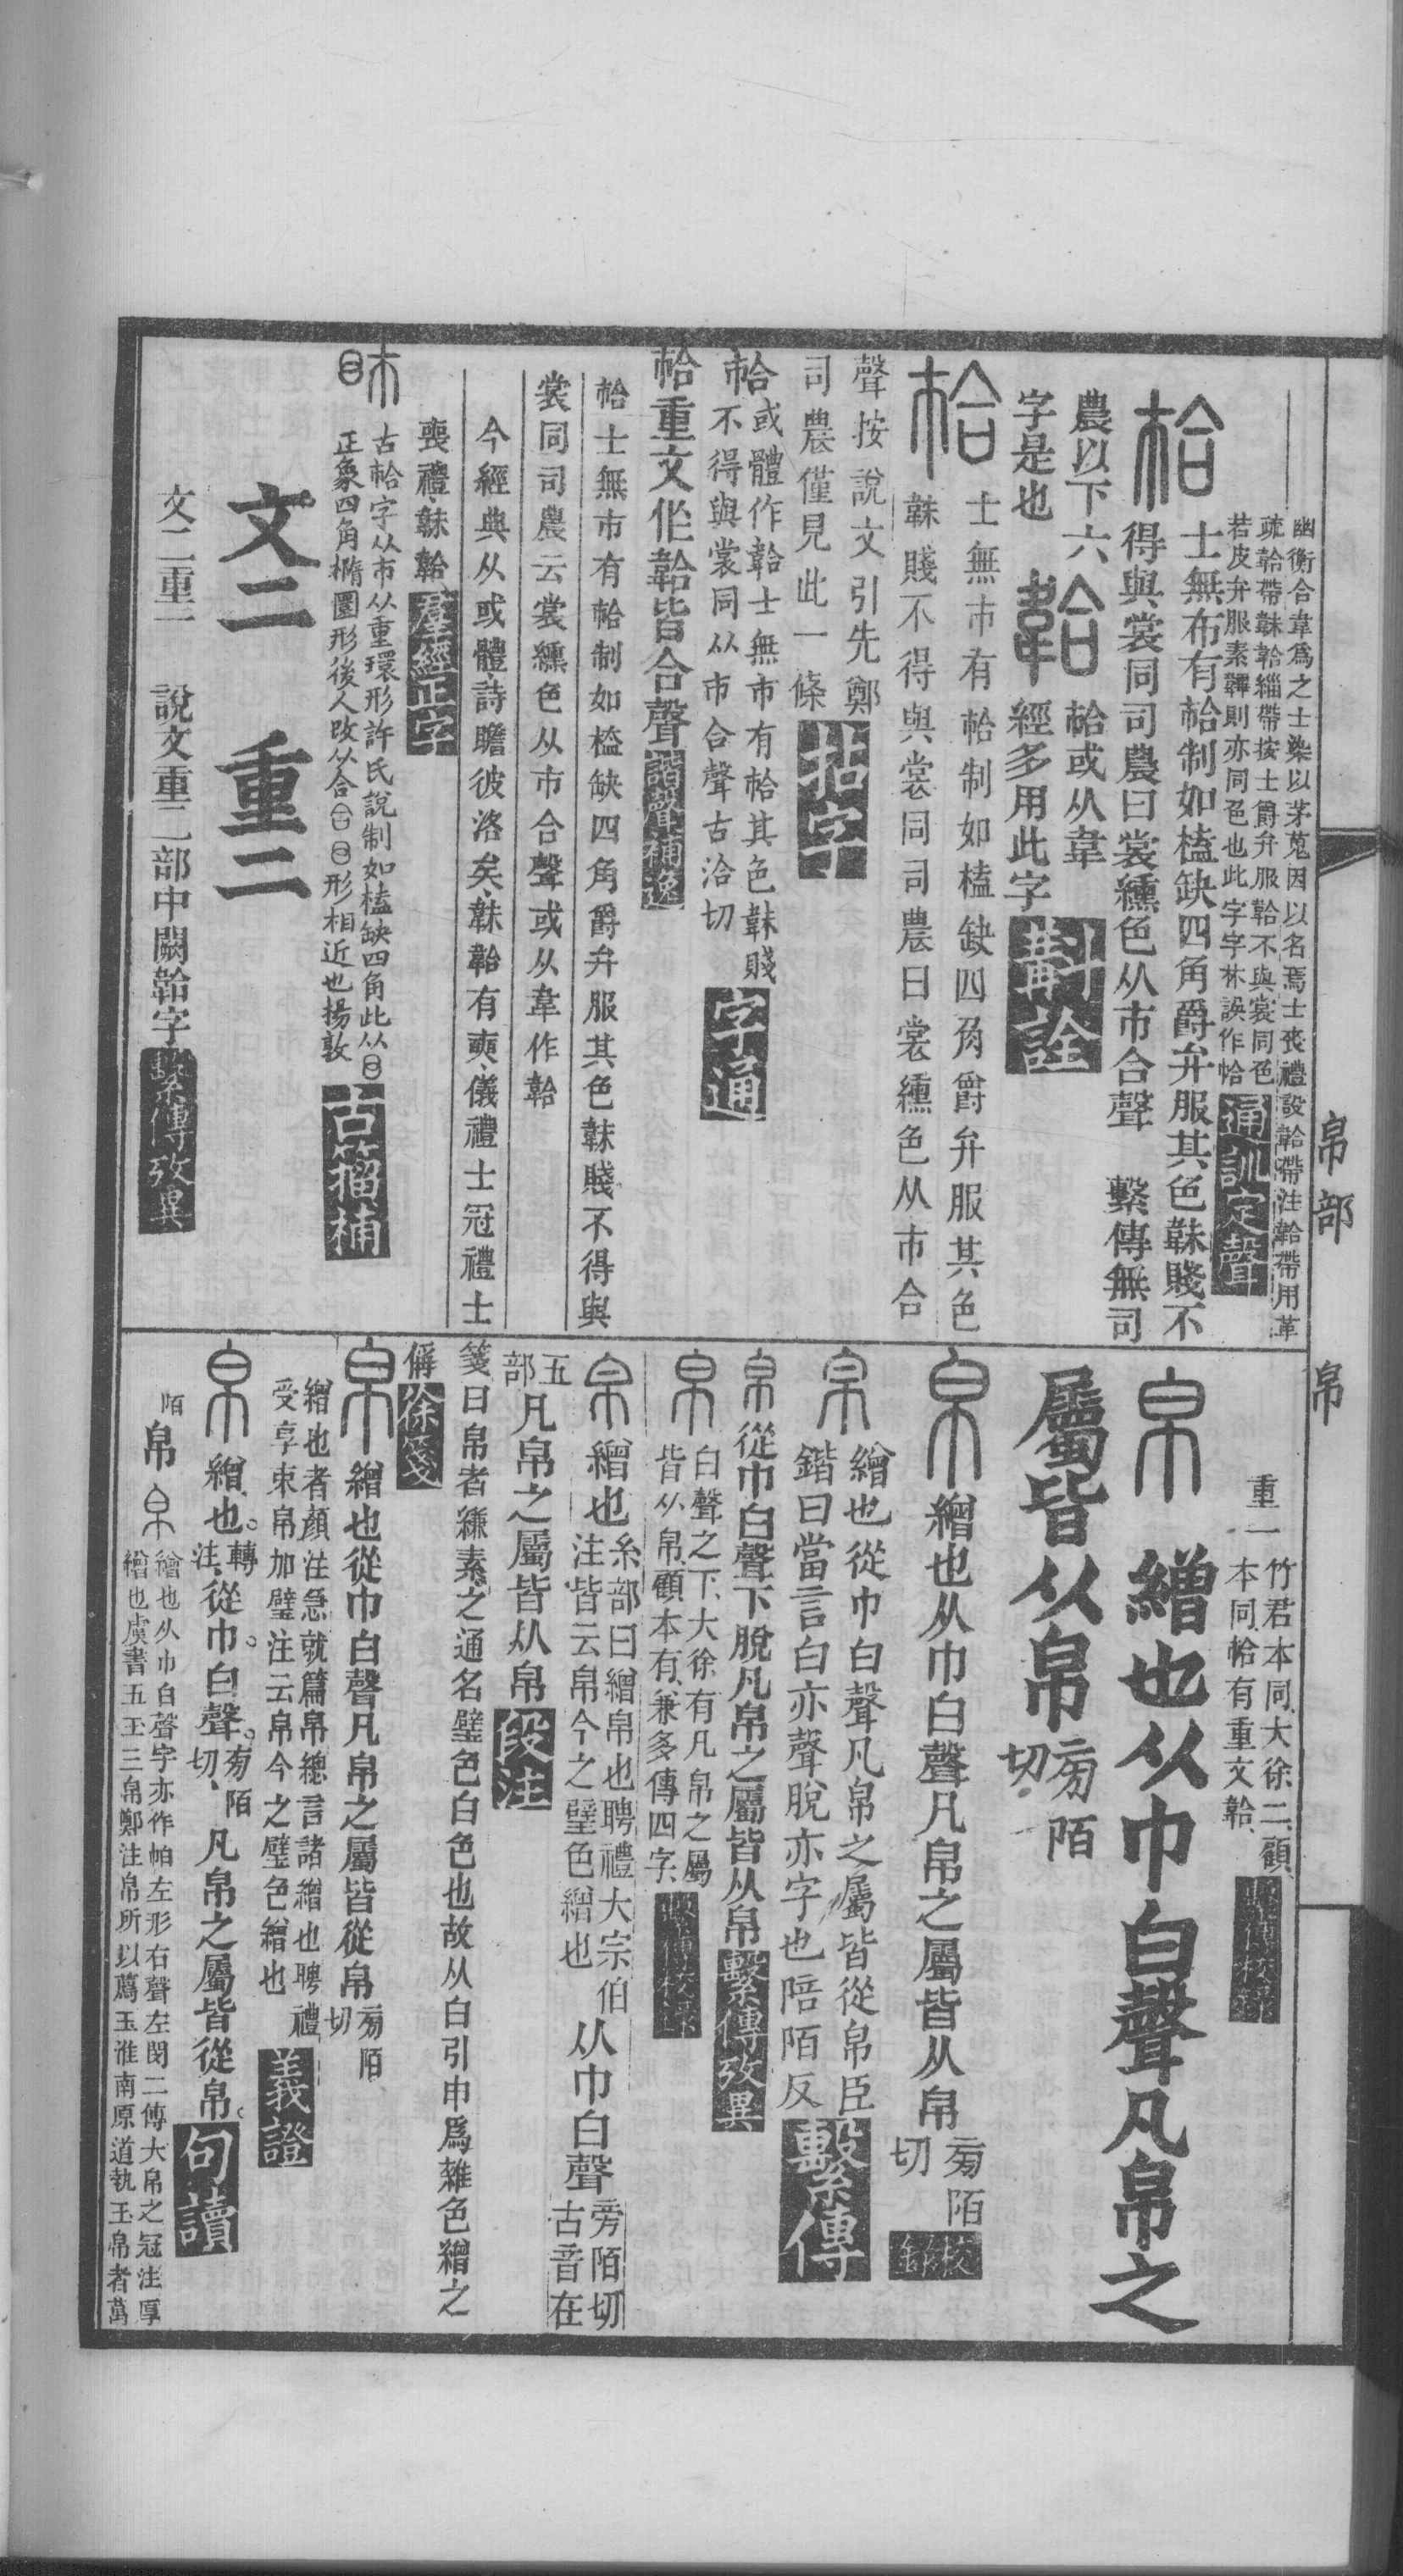 幽衡合韋爲之士染以茅蒐因以名焉士喪禮設韐帶注韐帶用革
疏韐帶韎韐緇帶按士爵弁服韐不與裳同色
若皮弁服素韠則亦同色也此字字林誤作帢
通訓定聲
士無市有帢制如榼缺四角爵弁服其色韎賤不
得與裳同司農曰裳纁色从市合聲 繫傳無司
農以下六
字是也
韐 帢或从韋
經多用此字
斠詮
士無市有帢制如榼缺四角爵弁服其色
韎賤不得與裳同司農曰裳纁色从市合
聲按說文引先鄭
司農僅見此一條
帢或體作韐士無市有帢其色韎賤
不得與裳同从市合聲古洽切
字通
帢重文作韐皆合聲
諧聲補逸
帢士無市有帢制如榼缺四角爵弁服其色韎賤不得與
裳同司農云裳纁色从市合聲或从韋作韐
今經典从或體詩瞻彼洛矣韎韐有奭儀禮士冠禮士
喪禮韎韐
羣經正字
古帢字从市从重環形許氏說制如榼缺四角此从
正象四角橢圜形後人改从合
形相近也揚敦
古籀補
文二 重二
文二重一 說文重二部中闕韐字
繫傳攷異
帛部 帛
重一
竹君本同大徐二顧
本同帢有重文韐
繫傳校錄
帛 繒也从巾白聲凡帛之
屬皆从帛
㫄陌
切
帛 繒也从巾白聲凡帛之屬皆从帛
㫄陌
切
校錄
帛 繒也從巾白聲凡帛之屬皆從帛臣
鍇曰當言白亦聲脫亦字也陪陌反
繫傳
帛 從巾白聲下脫凡帛之屬皆从帛
繫傳攷異
帛 白聲之下大徐有凡帛之屬
皆从帛顧本有兼多傳四字
繫傳校錄
帛 繒也
糸部曰繒帛也聘禮大宗伯
注皆云帛今之璧色繒也
从巾白聲
旁陌切
古音在
五
部
凡帛之屬皆从帛
段注
箋曰帛者縑素之通名璧色白色也故从白引申爲雜色繒之
偁
徐箋
帛 繒也從巾白聲凡帛之屬皆從帛
㫄陌
切
繒也者顏注急就篇帛總言諸繒也聘禮
受享束帛加璧注云帛今之璧色繒也
義證
帛 繒也。
轉
注
從巾。白聲。
㫄陌
切
凡帛之屬皆從帛。
句讀
陌
帛
帛 繒也从巾白聲字亦作帕左形右聲左閔二傳大帛之冠注厚
繒也虞書五玉三帛鄭注帛所以薦玉淮南原道執玉帛者萬